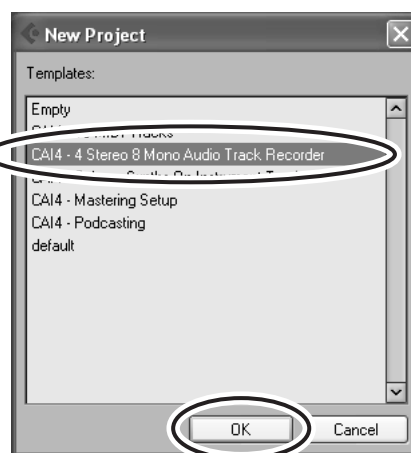 New Project
Templates:
Empty
Tracks
CAI4 - 4 Stereo 8 Mono Audio Track Recorder
CAI4 - Mastering Setup
CAI4 - Podcasting
default
OK
Cancel